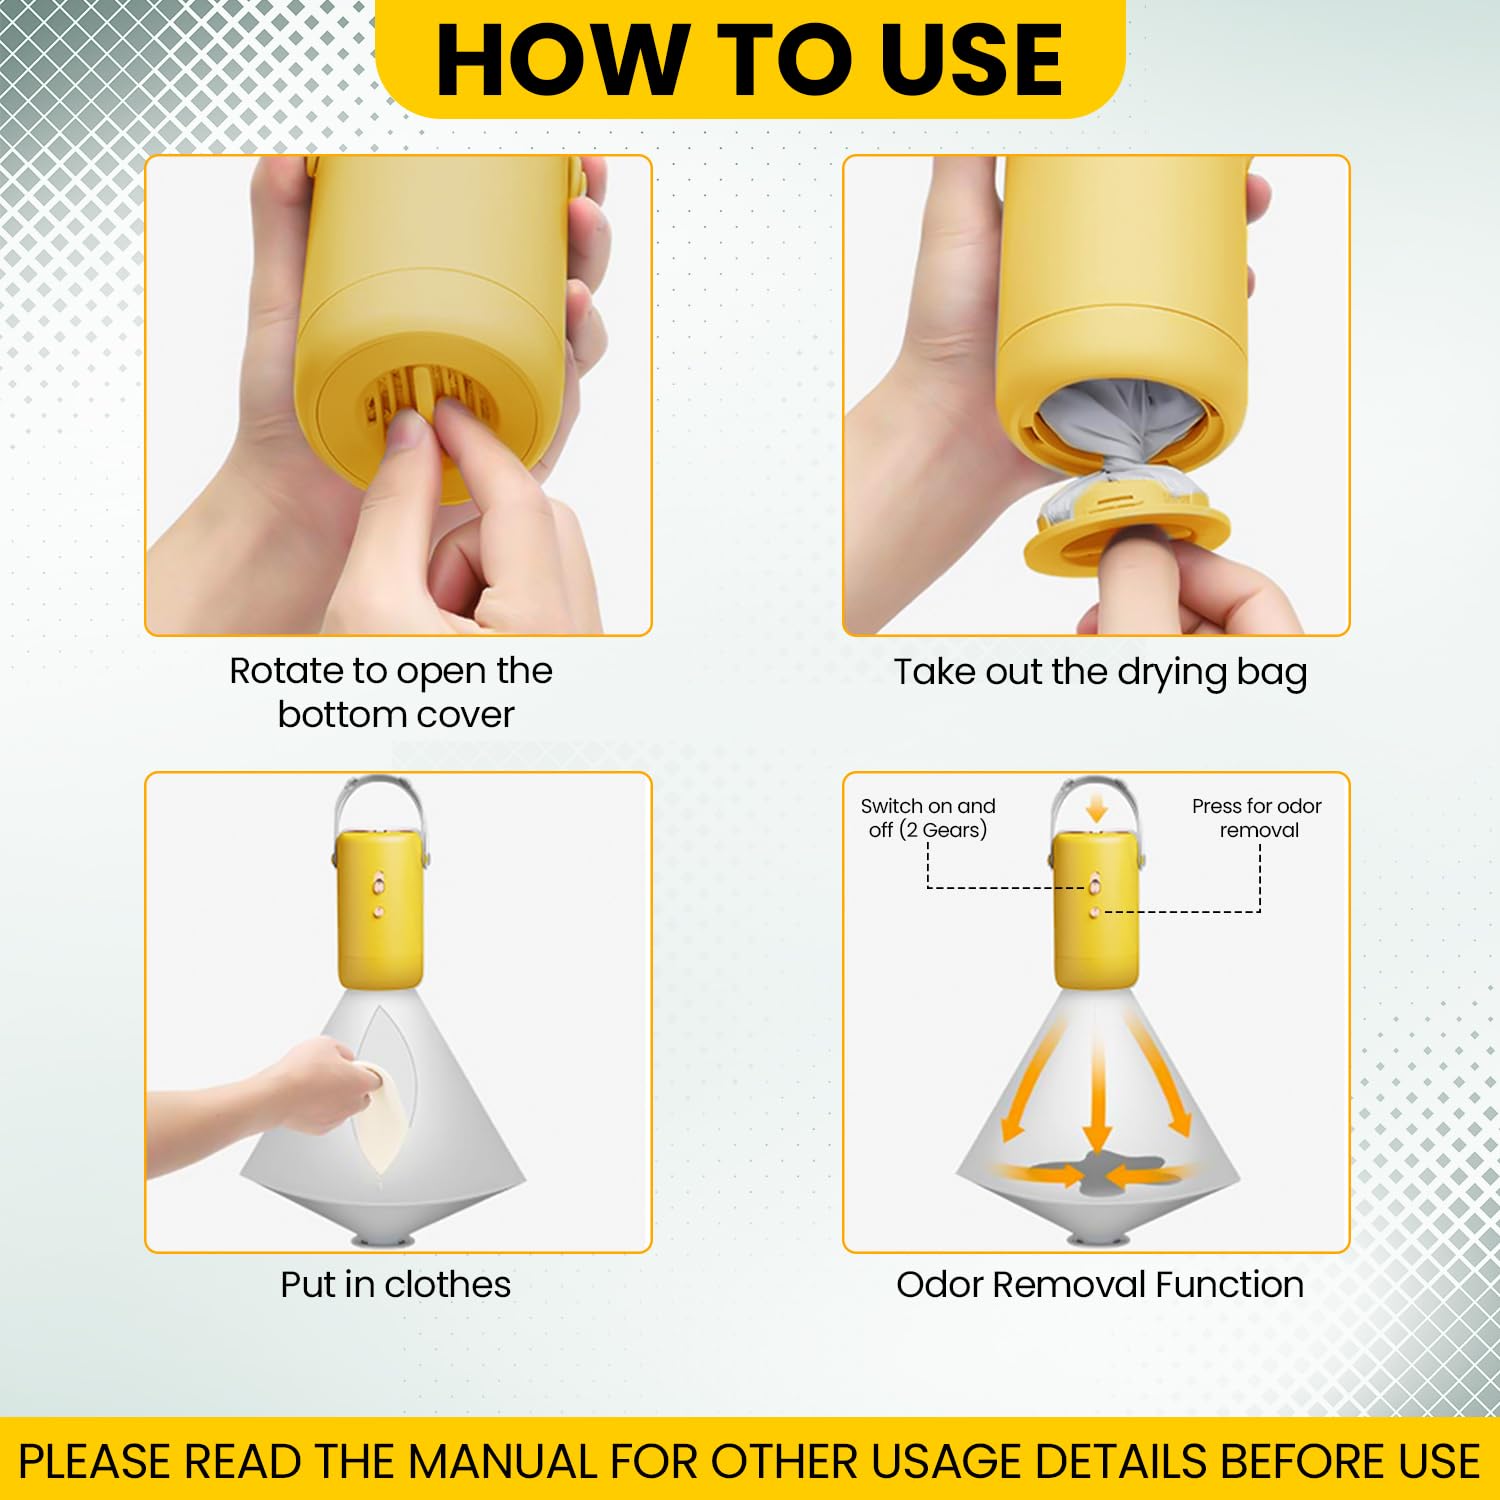 HOW TO USE
Rotate to open the
bottom cover
Take out the drying bag
Switch on and
off (2 Gears)
Press for odor
removal
Put in clothes
Odor Removal Function
PLEASE READ THE MANUAL FOR OTHER USAGE DETAILS BEFORE USE